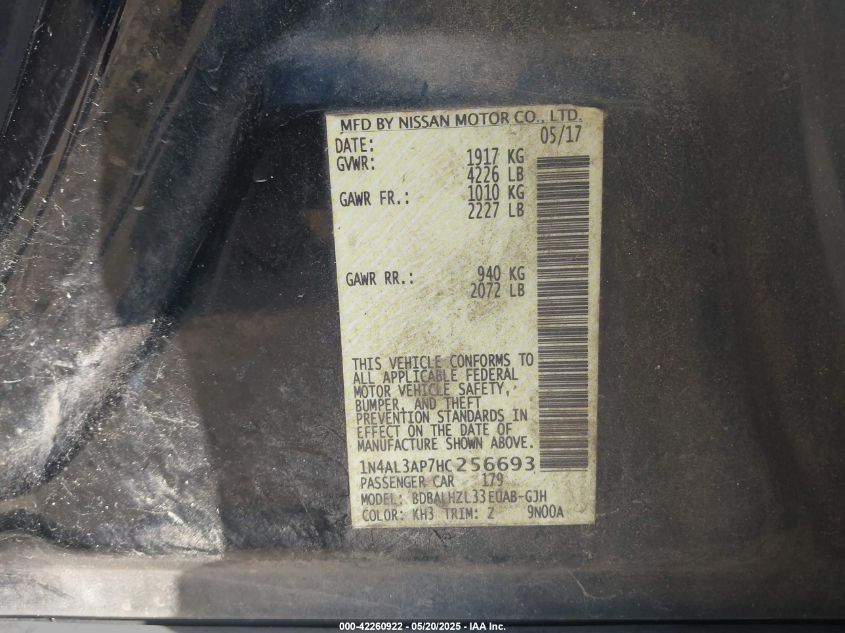 MFD BY NISSAN MOTOR CO., LTD.
DATE: 05/17
GVWR: 1917 KG
4226 LB
GAWR FR.: 1010 KG
2227 LB
GAWR RR.: 940 KG
2072 LB
THIS VEHICLE CONFORMS TO
ALL APPLICABLE FEDERAL
MOTOR VEHICLE SAFETY,
BUMPER, AND THEFT
PREVENTION STANDARDS IN
EFFECT ON THE DATE OF
MANUFACTURE SHOWN ABOVE.
1N4AL3AP7HC256693
PASSENGER CAR 179
MODEL: BDBALHZL33EUAB-GJH
COLOR: KH3 TRIM: 2 9N00A
000-42260922 - 05/20/2025 - IAA Inc.